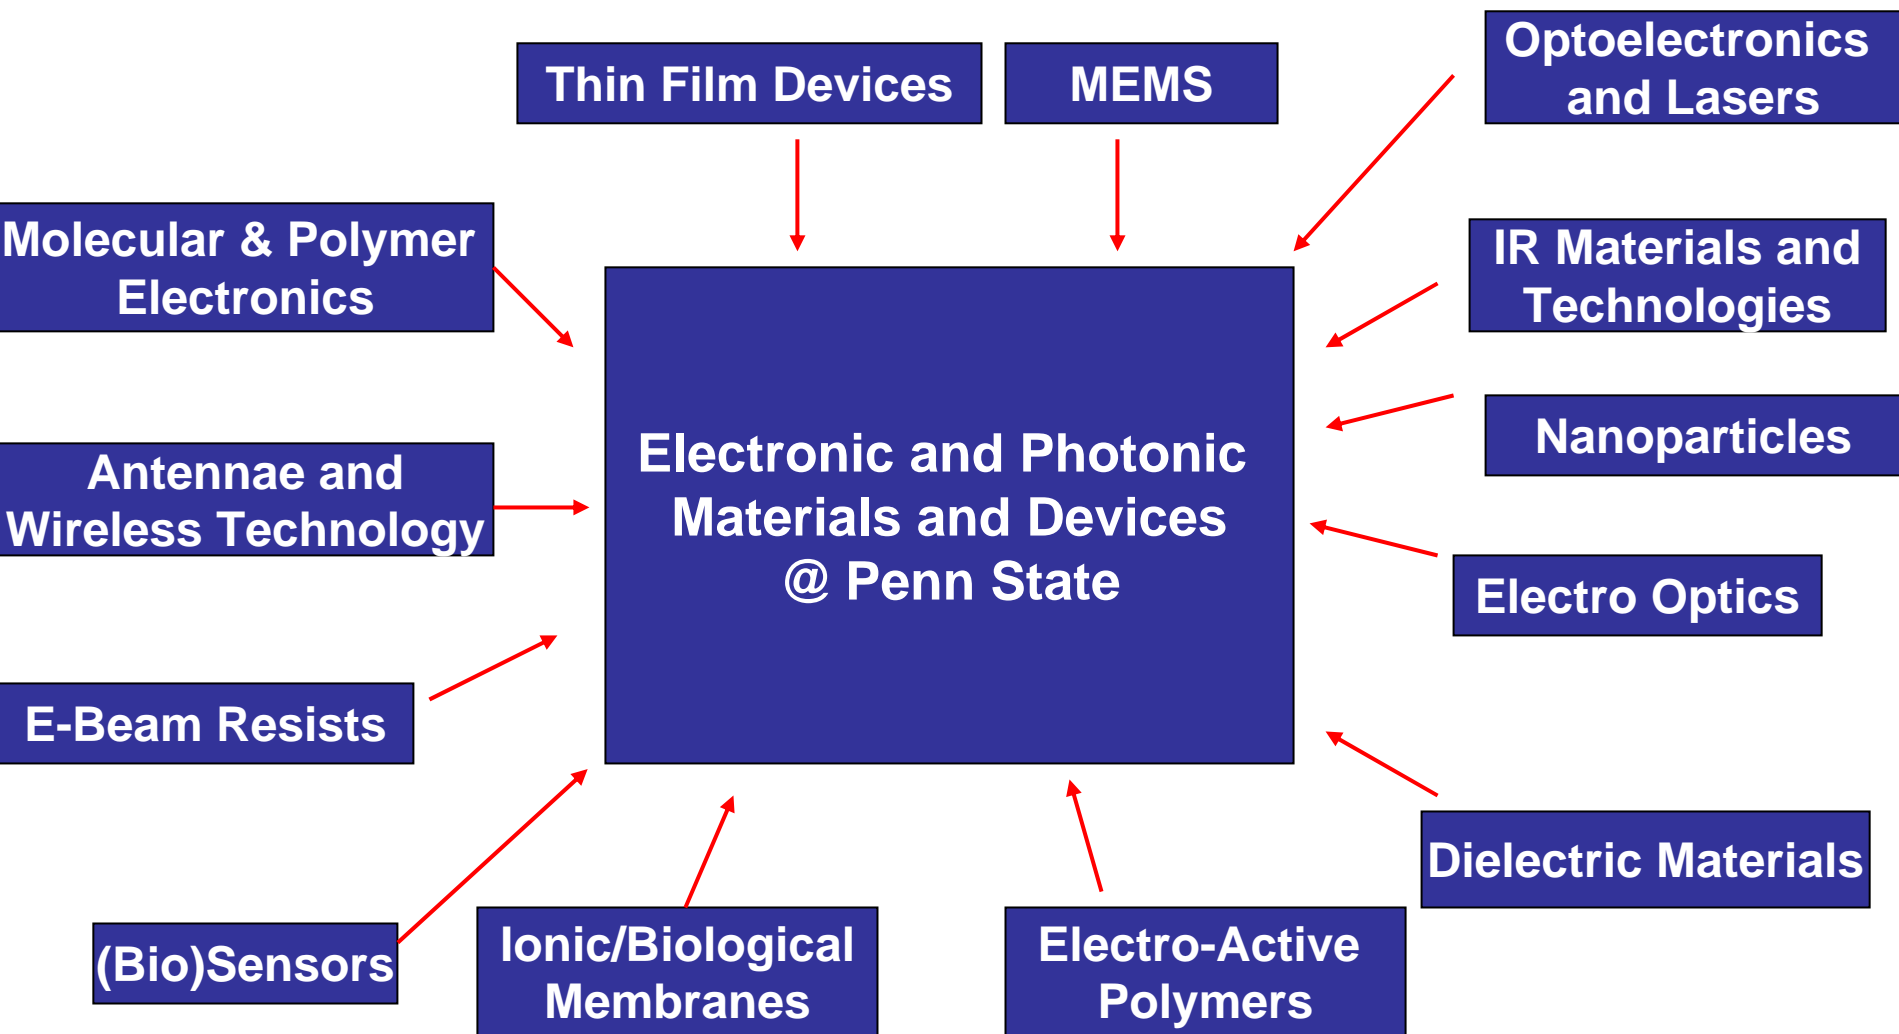 Thin Film Devices
MEMS
Optoelectronics
and Lasers
Molecular & Polymer
Electronics
IR Materials and
Technologies
Antennae and
Wireless Technology
Electronic and Photonic
Materials and Devices
@ Penn State
Nanoparticles
Electro Optics
E-Beam Resists
Dielectric Materials
(Bio)Sensors
Ionic/Biological
Membranes
Electro-Active
Polymers